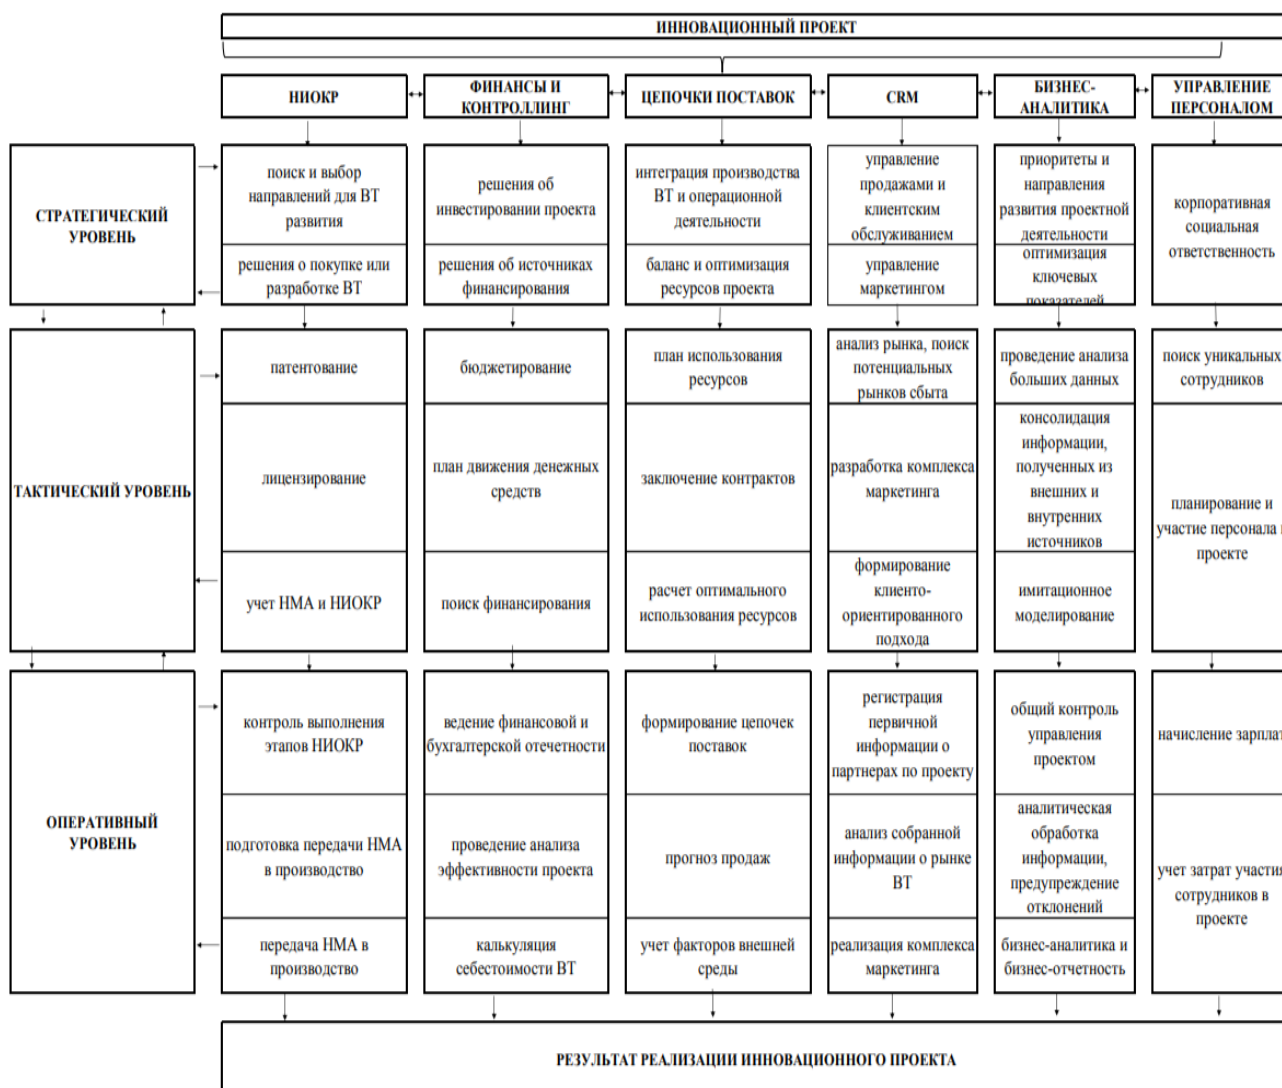 ИННОВАЦИОННЫЙ ПРОЕКТ
НИОКР
ФИНАНСЫ И
КОНТРОЛЛИНГ
ЦЕПОЧКИ ПОСТАВОК
CRM
БИЗНЕС-
АНАЛИТИКА
УПРАВЛЕНИЕ
ПЕРСОНАЛОМ
СТРАТЕГИЧЕСКИЙ
УРОВЕНЬ
поиск и выбор
направлений для ВТ
развития
решения об
инвестировании проекта
интеграция производства
ВТ и операционной
деятельности
управление
продажами и
клиентским
обслуживанием
приоритеты и
направления
развития проектной
деятельности
корпоративная
социальная
ответственность
решения о покупке или
разработке ВТ
решения об источниках
финансирования
баланс и оптимизация
ресурсов проекта
управление
маркетингом
оптимизация
ключевых
показателей
ТАКТИЧЕСКИЙ УРОВЕНЬ
патентование
бюджетирование
план использования
ресурсов
анализ рынка, поиск
потенциальных
рынков сбыта
проведение анализа
больших данных
поиск уникальных
сотрудников
лицензирование
план движения денежных
средств
заключение контрактов
разработка комплекса
маркетинга
консолидация
информации,
полученных из
внешних и
внутренних
источников
планирование и
участие персонала
проекте
учет НМА и НИОКР
поиск финансирования
расчет оптимального
использования ресурсов
формирование
клиенто-
ориентированного
подхода
имитационное
моделирование
ОПЕРАТИВНЫЙ
УРОВЕНЬ
контроль выполнения
этапов НИОКР
ведение финансовой и
бухгалтерской отечетности
формирование цепочек
поставок
регистрация
первичной
информации о
партнерах по проекту
общий контроль
управления
проектом
начисление зарплат
подготовка передачи НМА
в производство
проведение анализа
эффективности проекта
прогноз продаж
анализ собранной
информации о рынке
ВТ
аналитическая
обработка
информации,
предупреждение
отклонений
учет затрат участия
сотрудников в
проекте
передача НМА в
производство
калькуляция
себестоимости ВТ
учет факторов внешней
среды
реализация комплекса
маркетинга
бизнес-аналитика и
бизнес-отчетность
РЕЗУЛЬТАТ РЕАЛИЗАЦИИ ИННОВАЦИОННОГО ПРОЕКТА